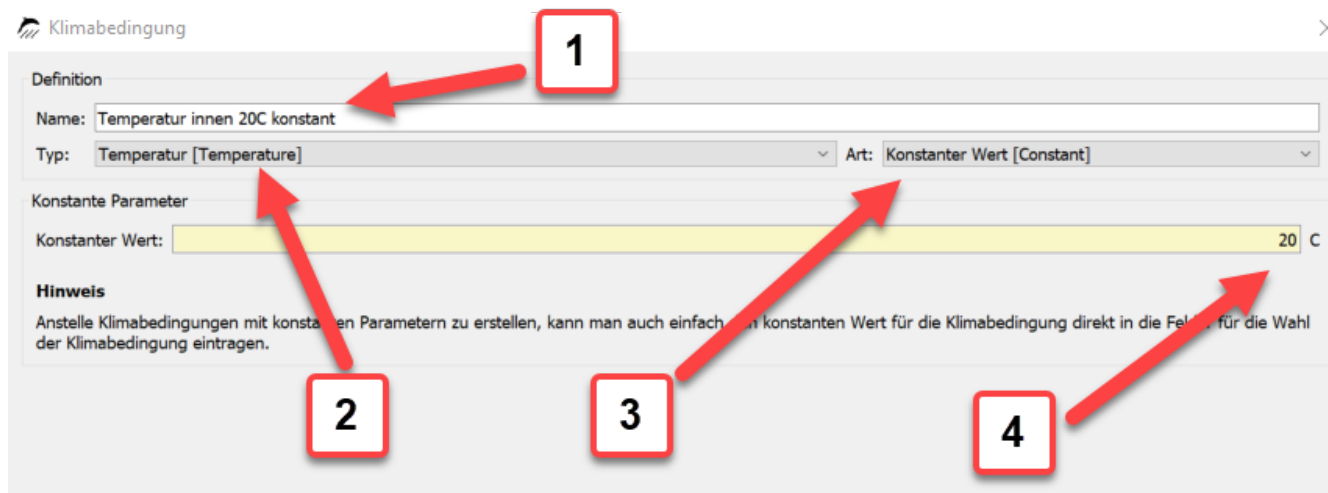 Klimabedingung
1
Definition
Name: Temperatur innen 20C konstant
Typ: Temperatur [Temperature] Art: Konstanter Wert [Constant]
Konstante Parameter
Konstanter Wert: 20 C
Hinweis
Anstelle Klimabedingungen mit Parametern zu erstellen, kann man auch einfach konstanten Wert für die Klimabedingung direkt in die für die Wahl
der Klimabedingung eintragen.
2
3
4